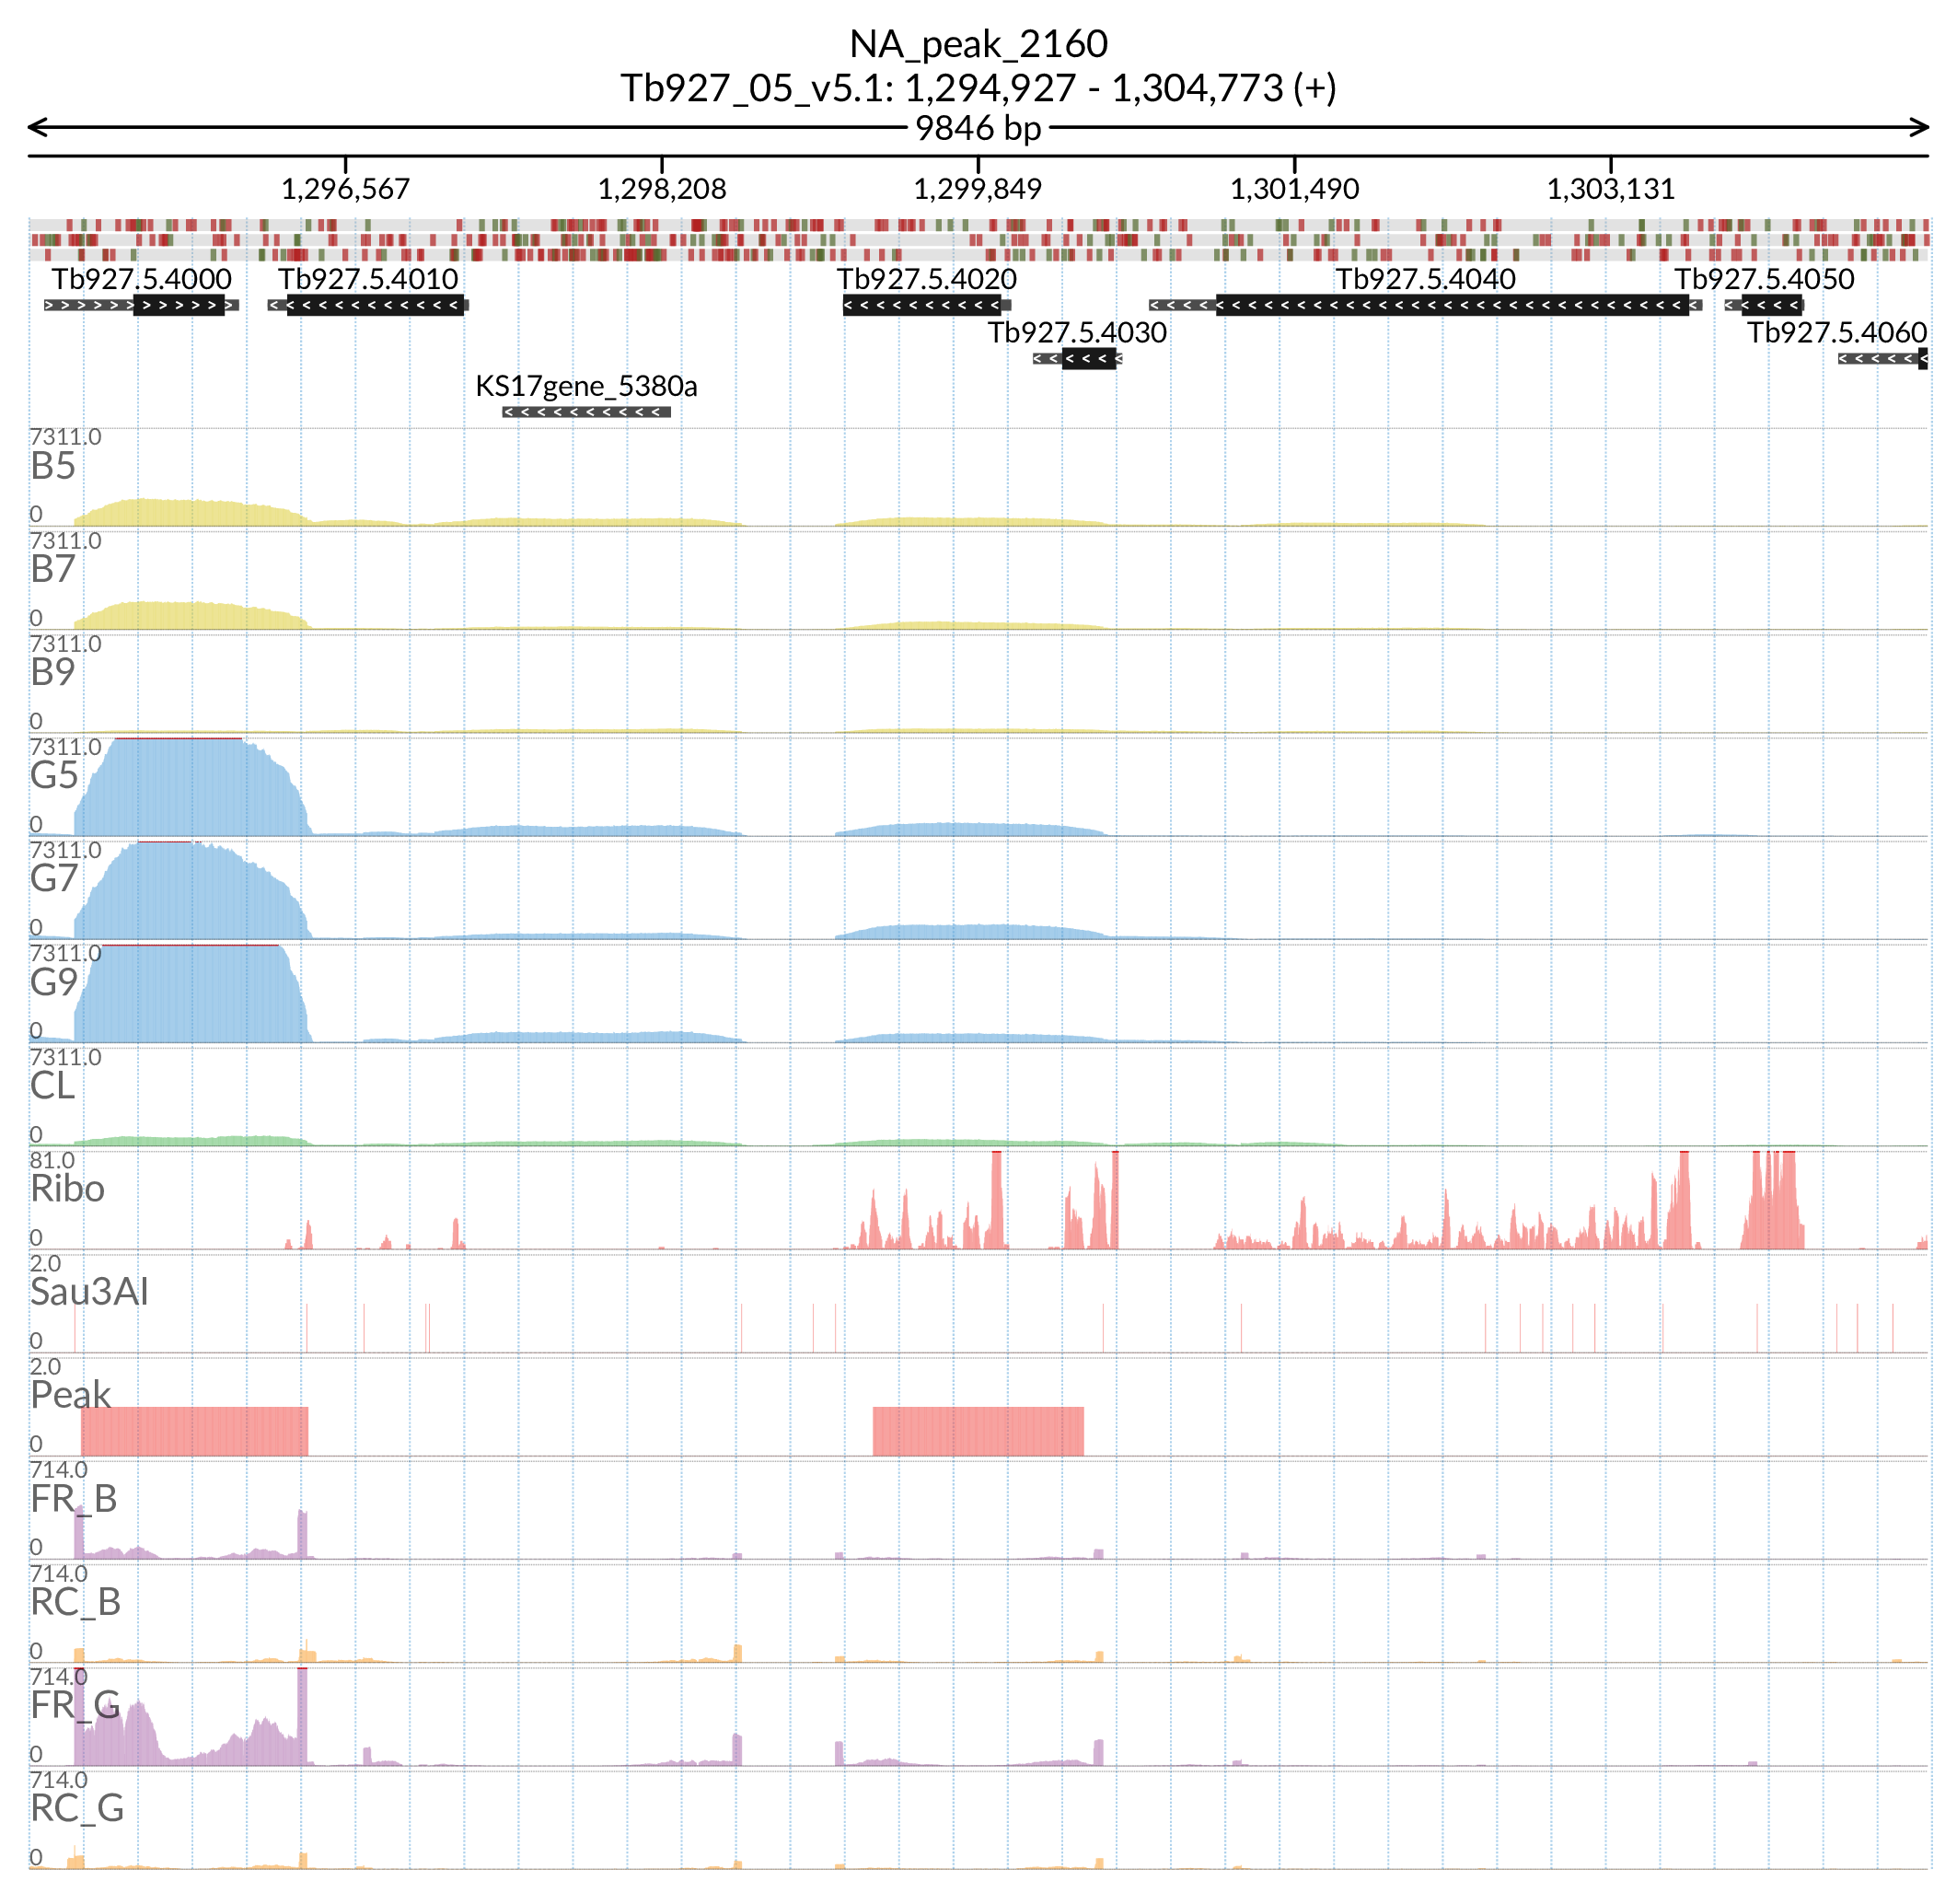 NA_peak_2160
Tb927_05_v5.1: 1,294,927 - 1,304,773 (+)
9846 bp
1,296,567 1,298,208 1,299,849 1,301,490 1,303,131
Tb927.5.4000 Tb927.5.4010 Tb927.5.4020 Tb927.5.4040 Tb927.5.4050
Tb927.5.4030 Tb927.5.4060
KS17gene_5380a
7311.0
B5
0
7311.0
B7
0
7311.0
B9
0
7311.0
G5
0
7311.0
G7
0
7311.0
G9
0
7311.0
CL
0
81.0
Ribo
0
2.0
Sau3AI
0
2.0
Peak
0
714.0
FR_B
0
714.0
RC_B
0
714.0
FR_G
0
714.0
RC_G
0